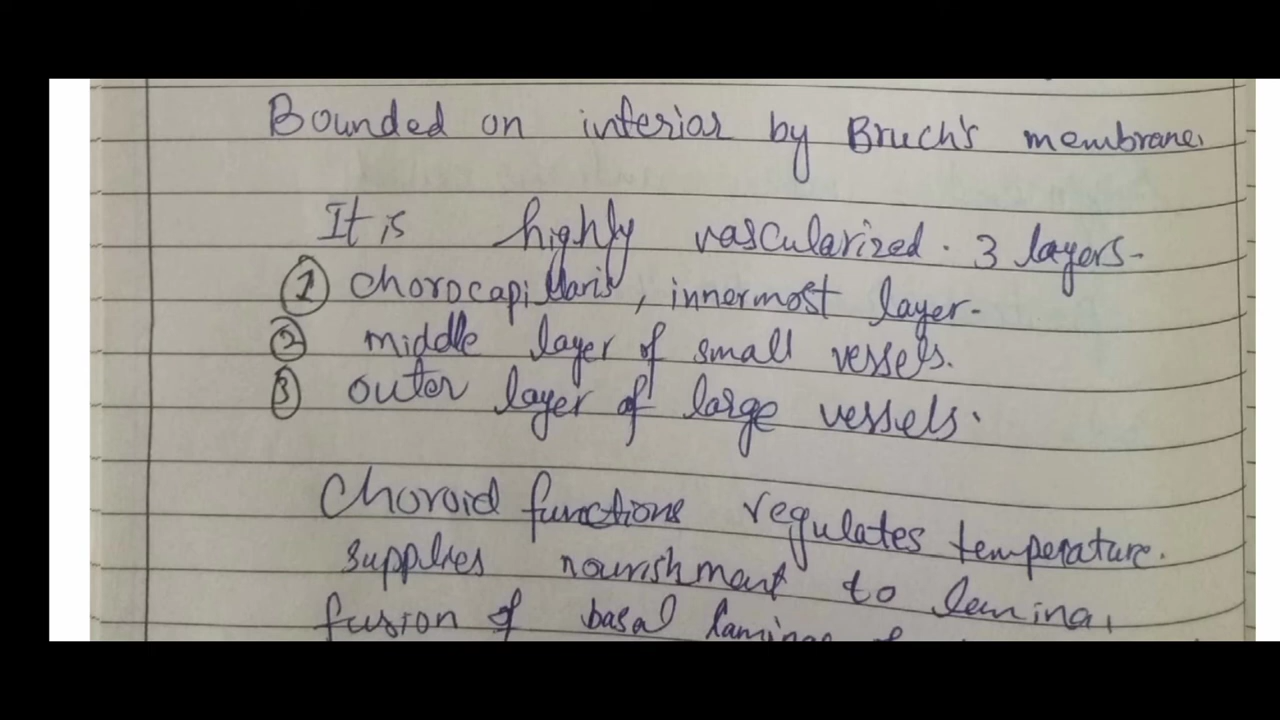 Bounded on interior by Bruch's membrane.
It is highly vascularized. 3 layers-
① chorocapillaris, innermost layer.
② middle layer of small vessels.
③ outer layer of large vessels.
Choroid functions regulates temperature.
supplies nourishment to lamina,
fusion of basal laminae of